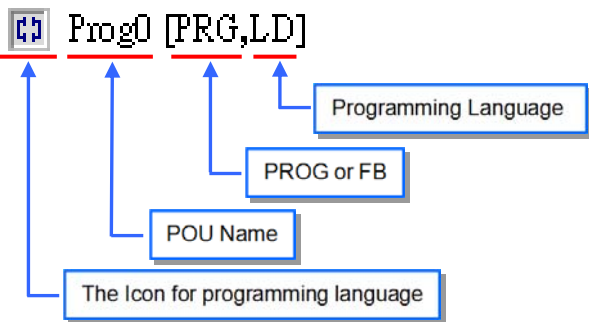 Prog0 [PRG,LD]
Programming Language
PROG or FB
POU Name
The Icon for programming language